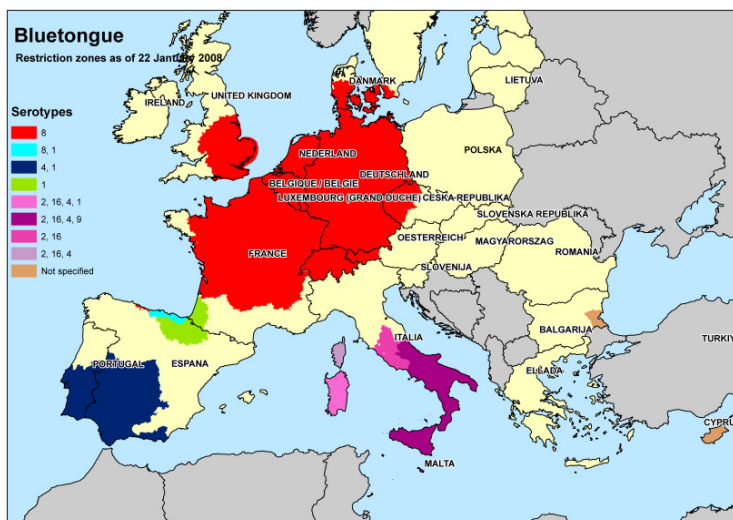 Bluetongue
Restriction zones as of 22 January 2008
Serotypes
8
8, 1
4, 1
1
2, 16, 4, 1
2, 16, 4, 9
2, 16
2, 16, 4
Not specified
DANMARK
LIETUVA
IRELAND
UNITED KINGDOM
NEDERLAND
POLSKA
DEUTSCHLAND
BELGIQUE / BELGIE
LUXEMBOURG (GRAND-DUCHE)
CESKA REPUBLIKA
SLOVENSKA REPUBLIKA
OESTERREICH
MAGYARORSZAG
FRANCE
ROMANIA
SLOVENIJA
ITALIA
BALGARIJA
TURKIY
PORTUGAL
ESPANA
ELLADA
CYPRU
MALTA